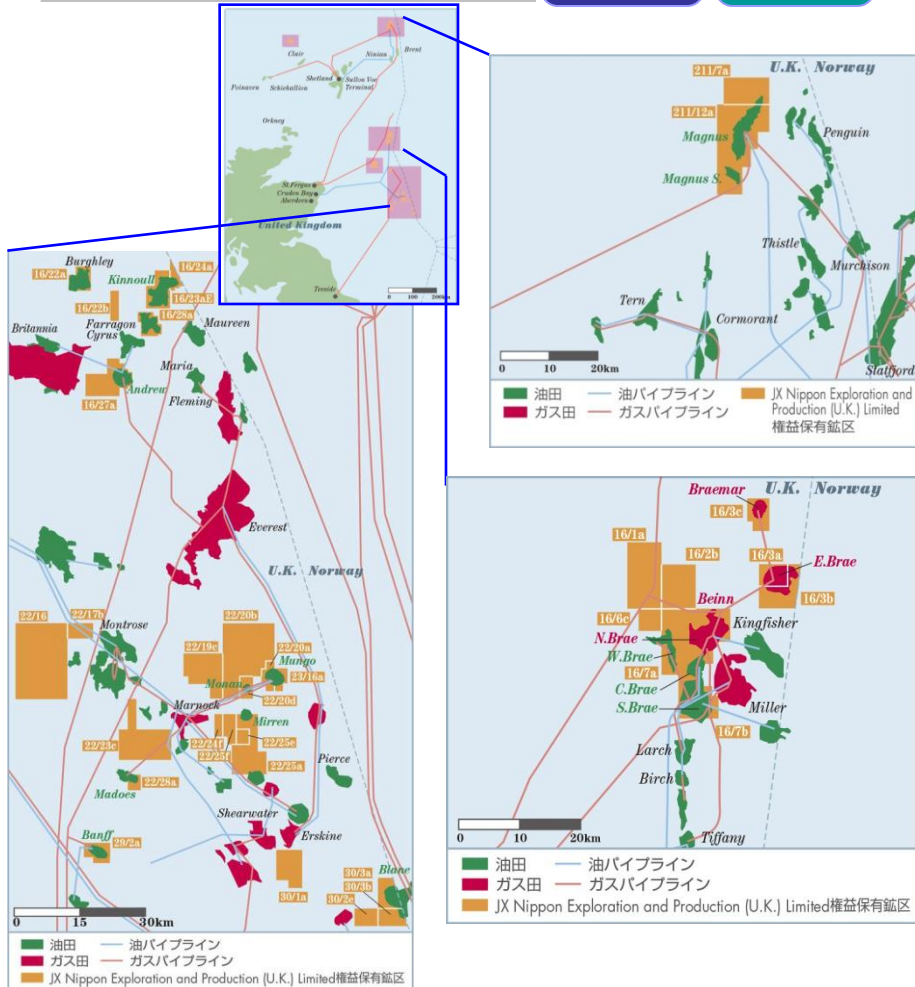 Clair
Ninian
Brent
Foinaven
Schiehallion
Shetland
Sullom Voe
Terminal
Orkney
St.Fergus
Cruden Bay
Aberdeen
United Kingdom
Teeside
0 100 200km
211/7a
U.K. Norway
211/12a
Magnus
Penguin
Magnus S.
Thistle
Murchison
Tern
Cormorant
Statfjord
0 10 20km
油田 油パイプライン JX Nippon Exploration and
Production (U.K.) Limited
ガス田 ガスパイプライン 権益保有鉱区
Burghley
16/22a
Kinnoull
16/24a
16/23aE
16/22b
16/28a
Farragon
Cyrus
Maureen
Britannia
Maria
Andrew
16/27a
Fleming
Everest
U.K. Norway
22/16
22/17b
Montrose
22/20b
22/19c
22/20a
Mungo
23/16a
Monan
22/20d
Marnock
Mirren
22/23c
22/24f
22/25f
22/25e
22/25a
22/28a
Madoes
Pierce
Shearwater
Erskine
Banff
29/2a
30/1a
30/3a
Blane
30/3b
30/2e
0 15 30km
油田 油パイプライン
ガス田 ガスパイプライン
JX Nippon Exploration and Production (U.K.) Limited権益保有鉱区
Braemar
U.K. Norway
16/3c
16/1a
16/2b
16/3a
E.Brae
16/3b
Beinn
16/6c
Kingfisher
N.Brae
W.Brae
16/7a
C.Brae
S.Brae
Miller
16/7b
Larch
Birch
Tiffany
0 10 20km
油田 油パイプライン
ガス田 ガスパイプライン
JX Nippon Exploration and Production (U.K.) Limited権益保有鉱区